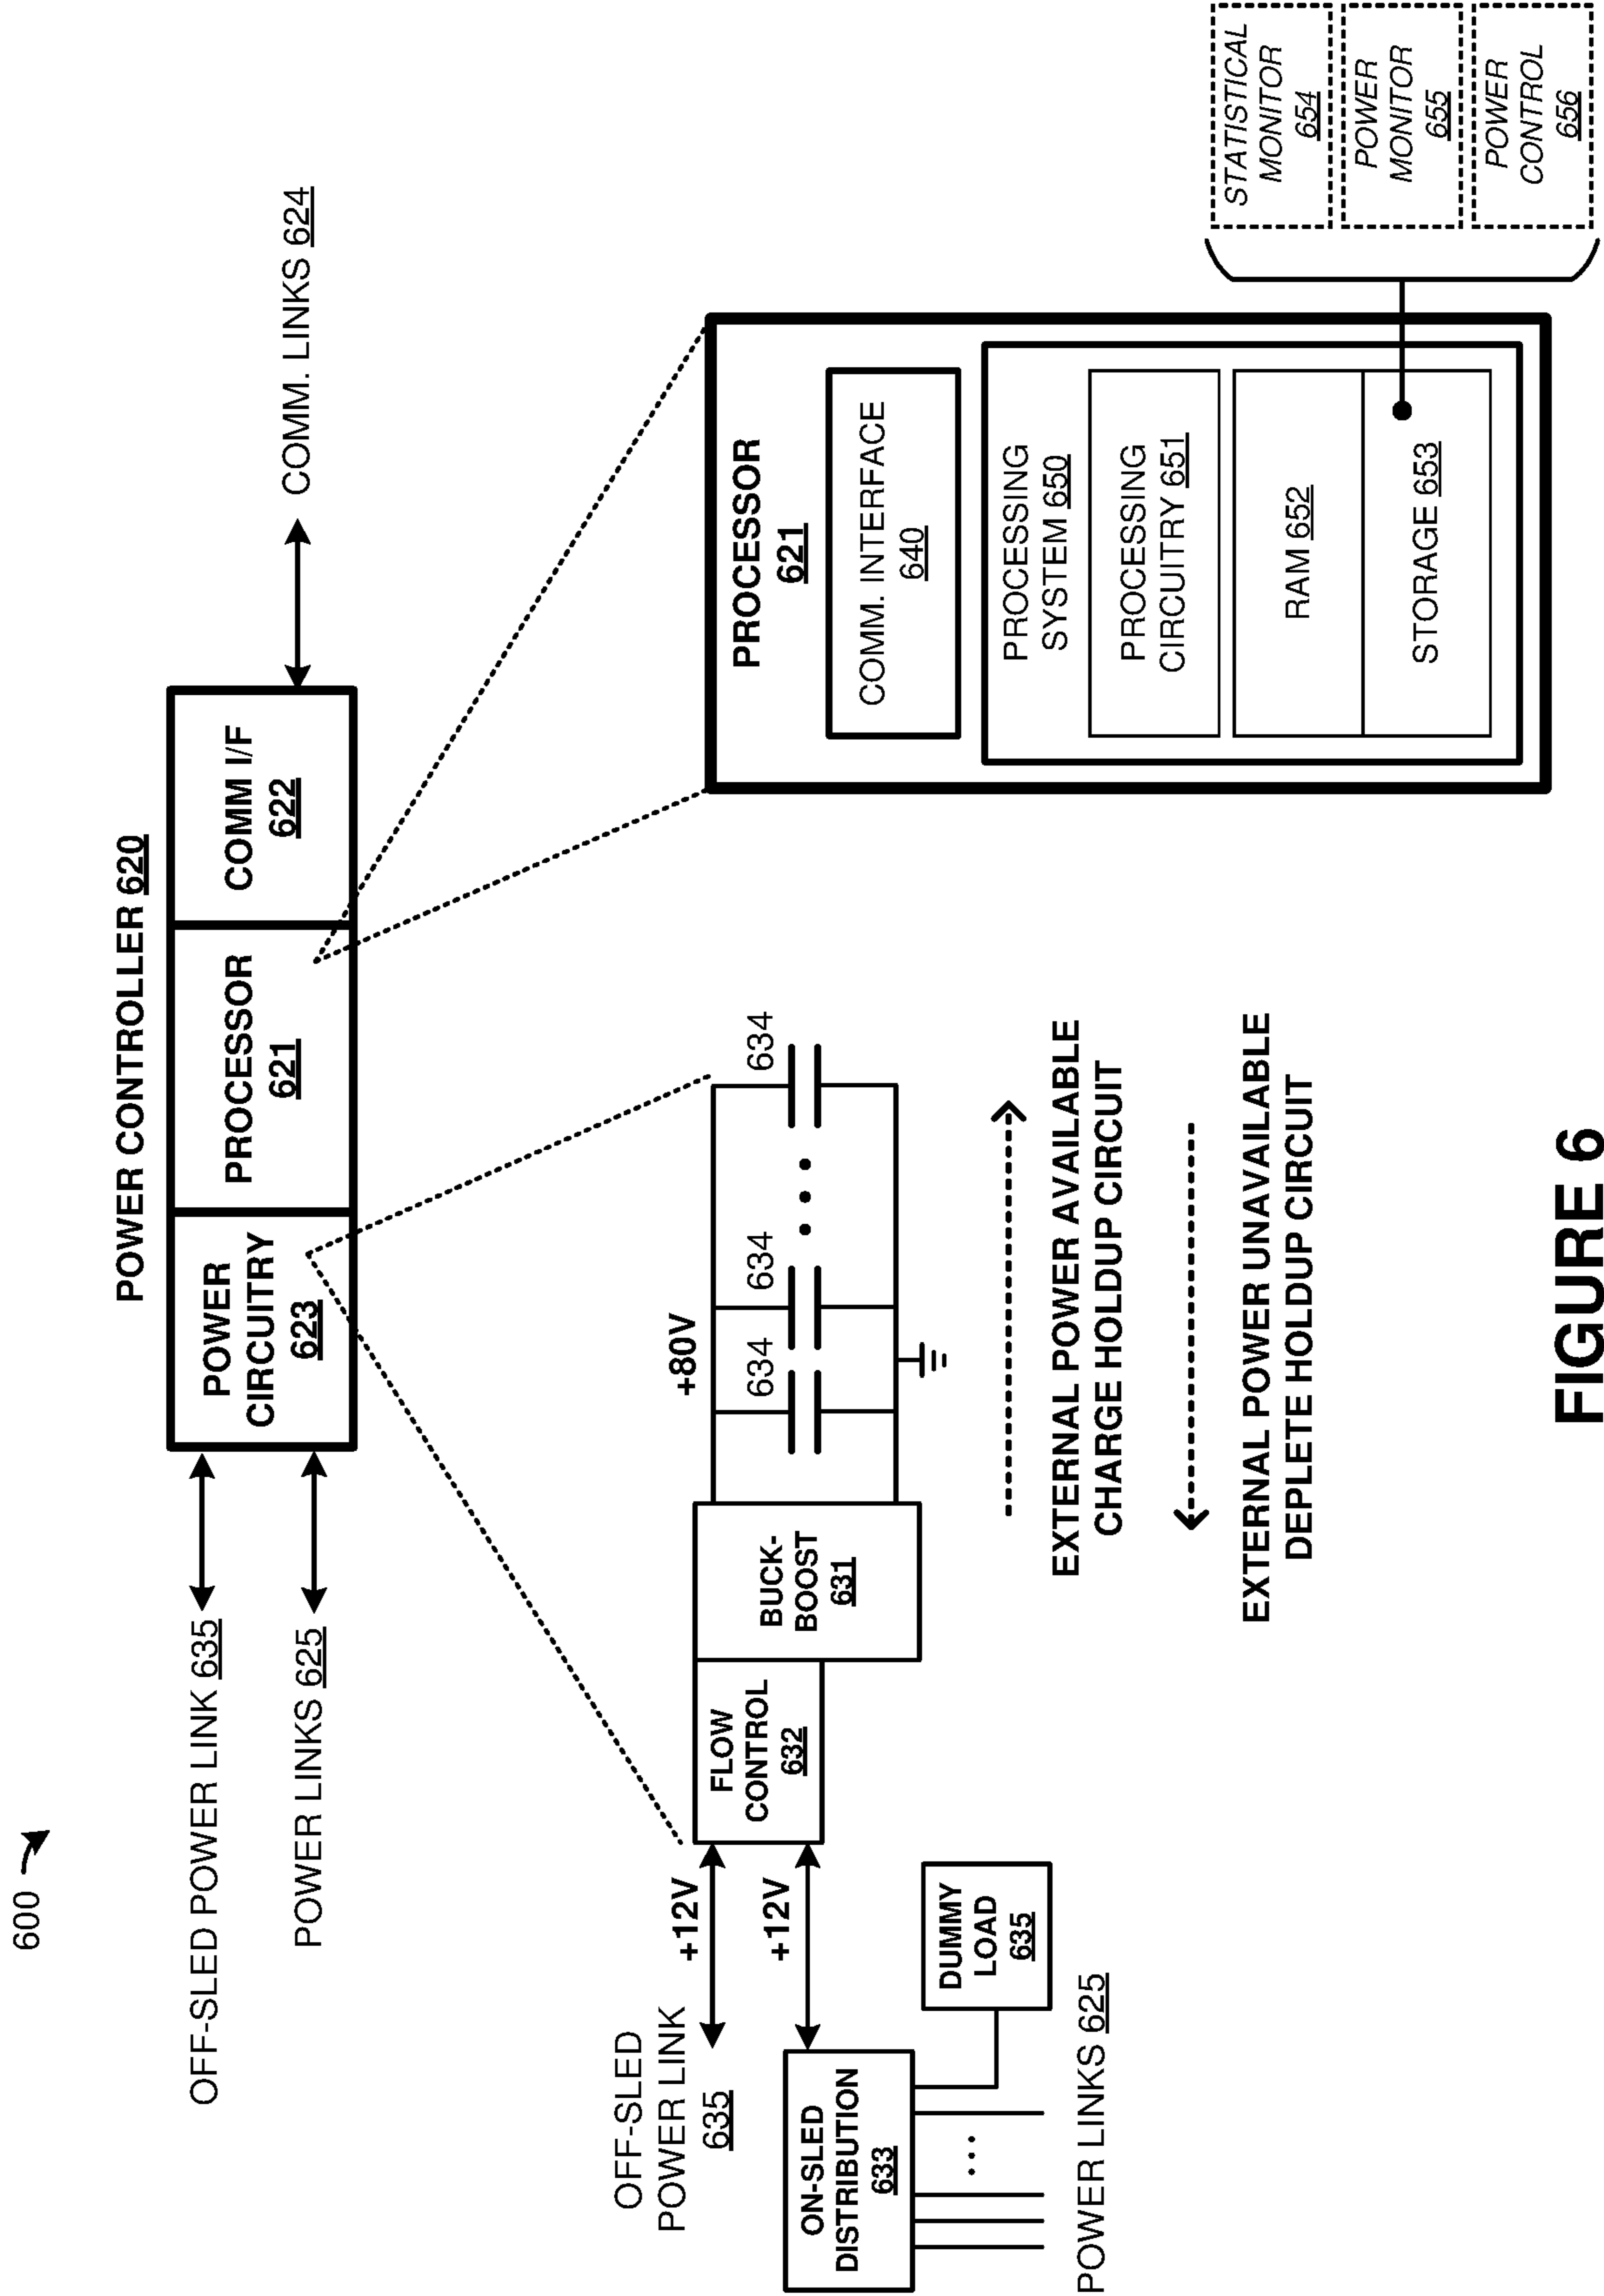 600
POWER CONTROLLER 620
OFF-SLED POWER LINK 635
POWER LINKS 625
POWER
CIRCUITRY
623
PROCESSOR
621
COMM I/F
622
COMM. LINKS 624
OFF-SLED
POWER LINK
635
+12V
+12V
FLOW
CONTROL
632
BUCK-
BOOST
631
+80V
634
634
634
ON-SLED
DISTRIBUTION
633
DUMMY
LOAD
635
POWER LINKS 625
EXTERNAL POWER AVAILABLE
CHARGE HOLDUP CIRCUIT
EXTERNAL POWER UNAVAILABLE
DEPLETE HOLDUP CIRCUIT
PROCESSOR
621
COMM. INTERFACE
640
PROCESSING
SYSTEM 650
PROCESSING
CIRCUITRY 651
RAM 652
STORAGE 653
STATISTICAL
MONITOR
654
POWER
MONITOR
655
POWER
CONTROL
656
FIGURE 6